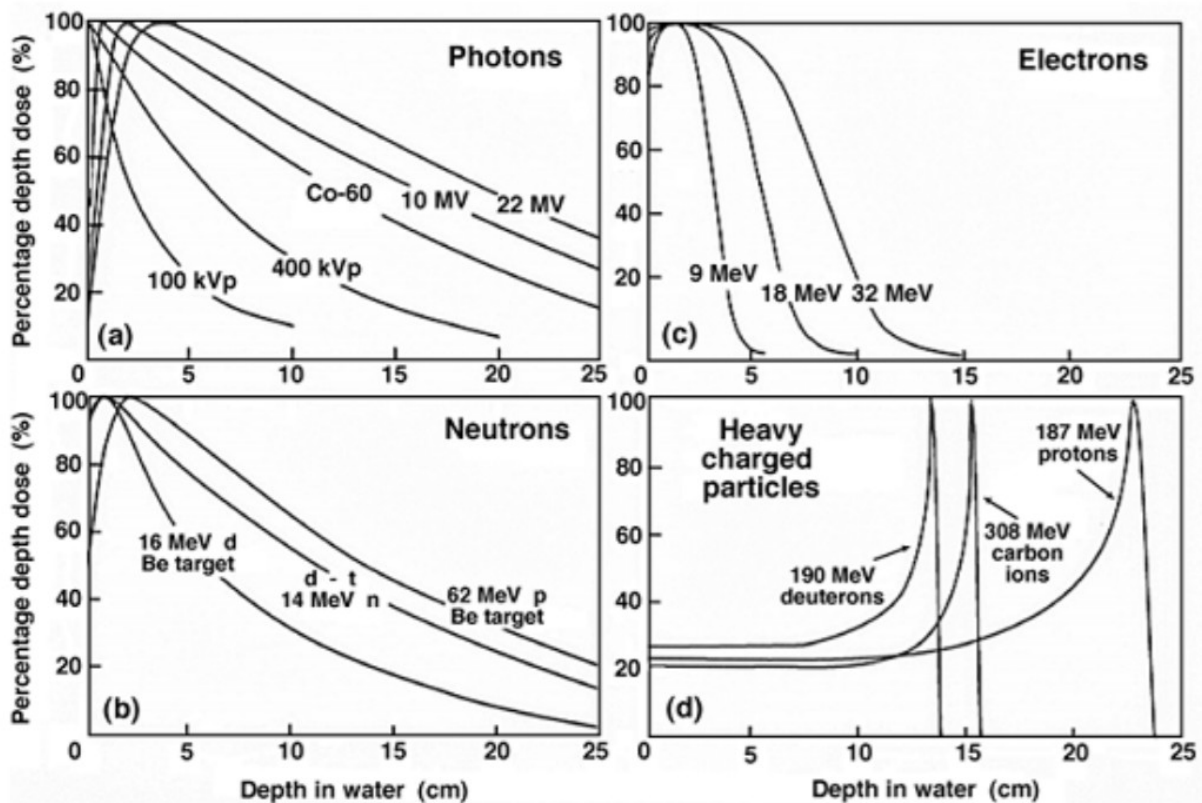 100
80
60
40
20
0
5
10
15
20
25
Percentage depth dose (%)
Photons
Co-60
10 MV
22 MV
400 kVp
100 kVp
(a)
100
80
60
40
20
0
5
10
15
20
25
Electrons
9 MeV
18 MeV
32 MeV
(c)
100
80
60
40
20
0
5
10
15
20
25
Percentage depth dose (%)
Neutrons
16 MeV d
Be target
d - t
14 MeV n
62 MeV p
Be target
(b)
Depth in water (cm)
100
80
60
40
20
0
5
10
15
20
25
Heavy
charged
particles
187 MeV
protons
308 MeV
carbon
ions
190 MeV
deuterons
(d)
Depth in water (cm)